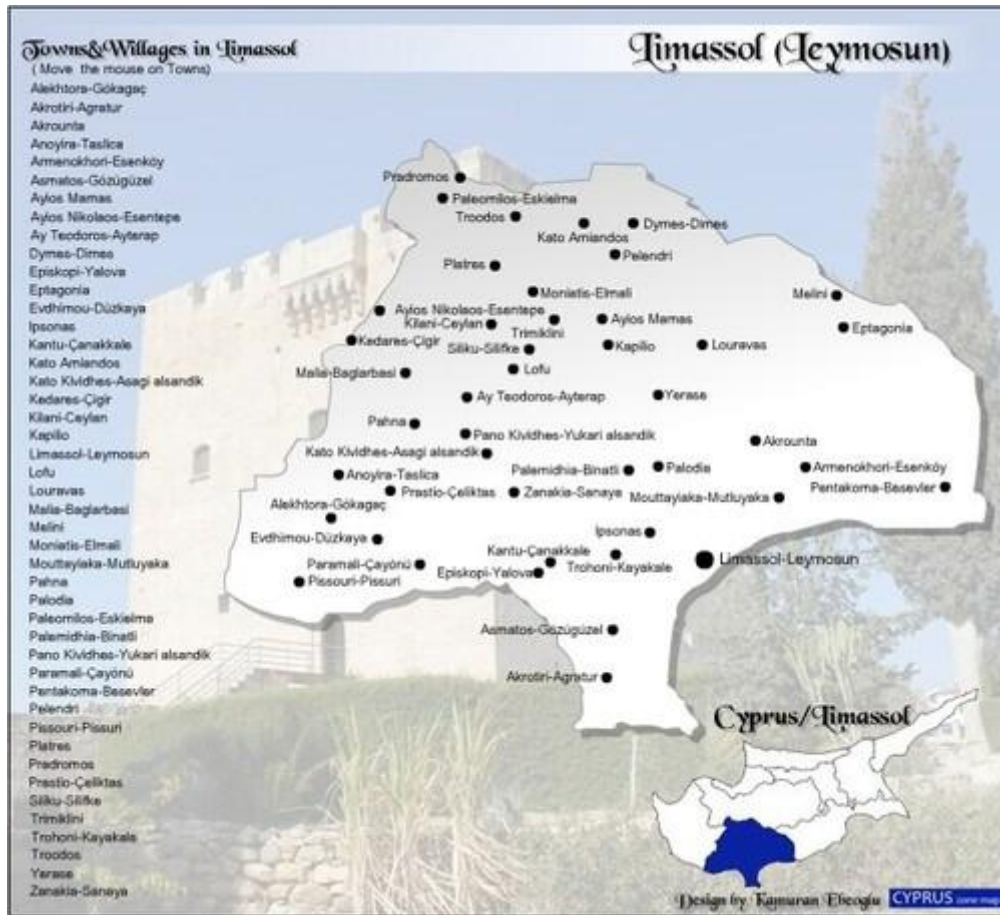 Towns&Willages in Limassol
( Move the mouse on Towns)
Alekhtora-Gökagaç
Akrotiri-Agratur
Akrounta
Anoyira-Taslica
Armenokhori-Esenköy
Asmatos-Gözügüzel
Aylos Mamas
Aylos Nikolaos-Esentepe
Ay Teodoros-Ayterap
Dymes-Dimes
Episkopi-Yalova
Eptagonia
Evdhimou-Düzkaya
Ipsonas
Kantu-Çanakkale
Kato Amiandos
Kato Kividhes-Asagi alsandik
Kedares-Çigir
Kilani-Ceylan
Kapilio
Limassol-Leymosun
Lofu
Louravas
Malia-Baglarbasi
Melini
Moniatis-Elmali
Mouttayiaka-Mutluyaka
Pahna
Palodia
Paleomilos-Eskielma
Palemidhia-Binatli
Pano Kividhes-Yukari alsandik
Paramali-Çayönü
Pentakoma-Besevler
Pelendri
Pissouri-Pissuri
Platres
Pradromos
Prastio-Çeliktas
Siliku-Silifke
Trimiklini
Trohoni-Kayakale
Troodos
Yerase
Zanakia-Sanaya
Limassol (Leymosun)
Pradromos
Paleomilos-Eskielma
Troodos
Kato Amiandos
Dymes-Dimes
Pelendri
Platres
Moniatis-Elmali
Melini
Aylos Nikolaos-Esentepe
Kilani-Ceylan
Trimiklini
Aylos Mamas
Eptagonia
Kedares-Çigir
Siliku-Silifke
Kapilio
Louravas
Malia-Baglarbasi
Lofu
Ay Teodoros-Ayterap
Yerase
Pahna
Pano Kividhes-Yukari alsandik
Akrounta
Kato Kividhes-Asagi alsandik
Anoyira-Taslica
Palemidhia-Binatli
Palodia
Armenokhori-Esenköy
Prastio-Çeliktas
Zanakia-Sanaya
Mouttayiaka-Mutluyaka
Pentakoma-Besevler
Alekhtora-Gökagaç
Evdhimou-Düzkaya
Ipsonas
Kantu-Çanakkale
Trohoni-Kayakale
Limassol-Leymosun
Paramali-Çayönü
Episkopi-Yalova
Pissouri-Pissuri
Asmatos-Gözügüzel
Akrotiri-Agratur
Cyprus/Limassol
Design by Kamuran Ebeoglu
CYPRUS zone map